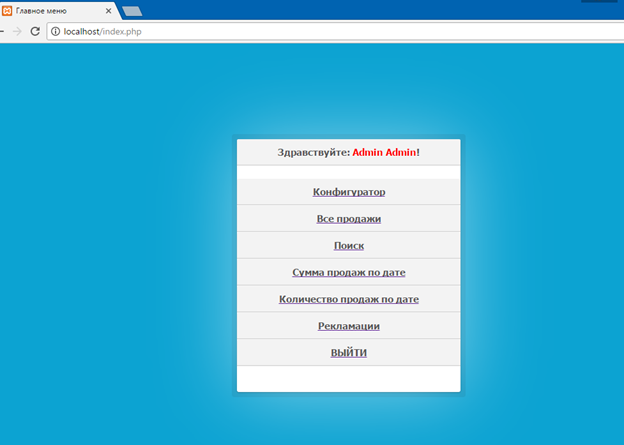 Главное меню
localhost/index.php
Здравствуйте: Admin Admin!
Конфигуратор
Все продажи
Поиск
Сумма продаж по дате
Количество продаж по дате
Рекламации
ВЫЙТИ